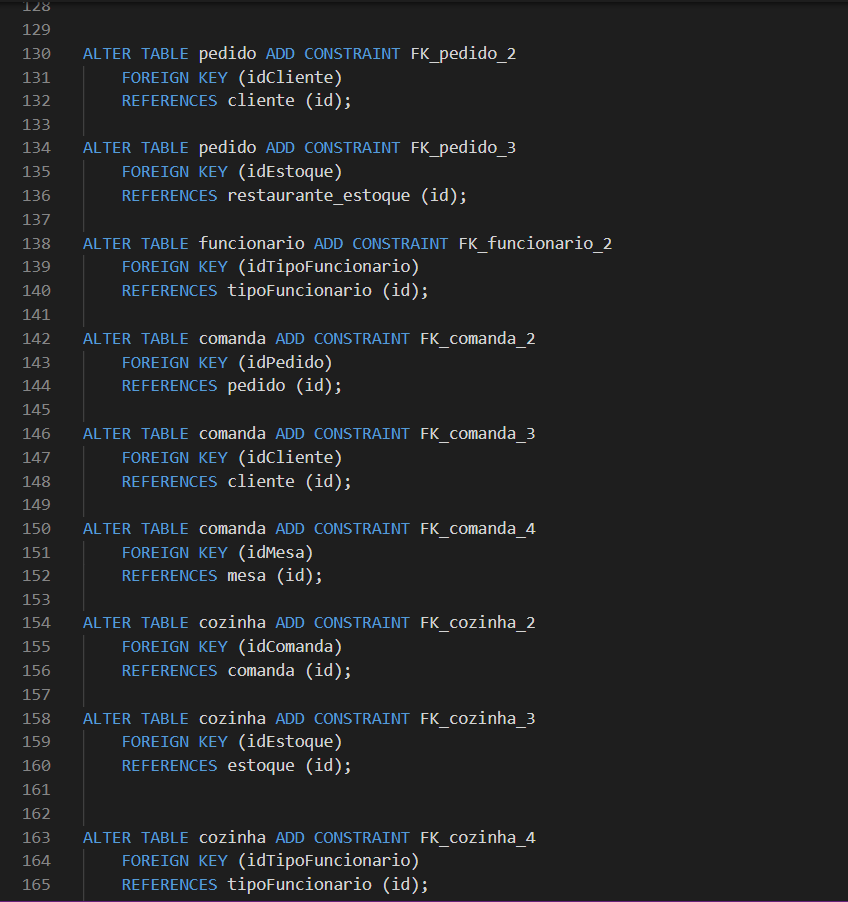 128
129
130 ALTER TABLE pedido ADD CONSTRAINT FK_pedido_2
131     FOREIGN KEY (idCliente)
132     REFERENCES cliente (id);
133
134 ALTER TABLE pedido ADD CONSTRAINT FK_pedido_3
135     FOREIGN KEY (idEstoque)
136     REFERENCES restaurante_estoque (id);
137
138 ALTER TABLE funcionario ADD CONSTRAINT FK_funcionario_2
139     FOREIGN KEY (idTipoFuncionario)
140     REFERENCES tipoFuncionario (id);
141
142 ALTER TABLE comanda ADD CONSTRAINT FK_comanda_2
143     FOREIGN KEY (idPedido)
144     REFERENCES pedido (id);
145
146 ALTER TABLE comanda ADD CONSTRAINT FK_comanda_3
147     FOREIGN KEY (idCliente)
148     REFERENCES cliente (id);
149
150 ALTER TABLE comanda ADD CONSTRAINT FK_comanda_4
151     FOREIGN KEY (idMesa)
152     REFERENCES mesa (id);
153
154 ALTER TABLE cozinha ADD CONSTRAINT FK_cozinha_2
155     FOREIGN KEY (idComanda)
156     REFERENCES comanda (id);
157
158 ALTER TABLE cozinha ADD CONSTRAINT FK_cozinha_3
159     FOREIGN KEY (idEstoque)
160     REFERENCES estoque (id);
161
162
163 ALTER TABLE cozinha ADD CONSTRAINT FK_cozinha_4
164     FOREIGN KEY (idTipoFuncionario)
165     REFERENCES tipoFuncionario (id);